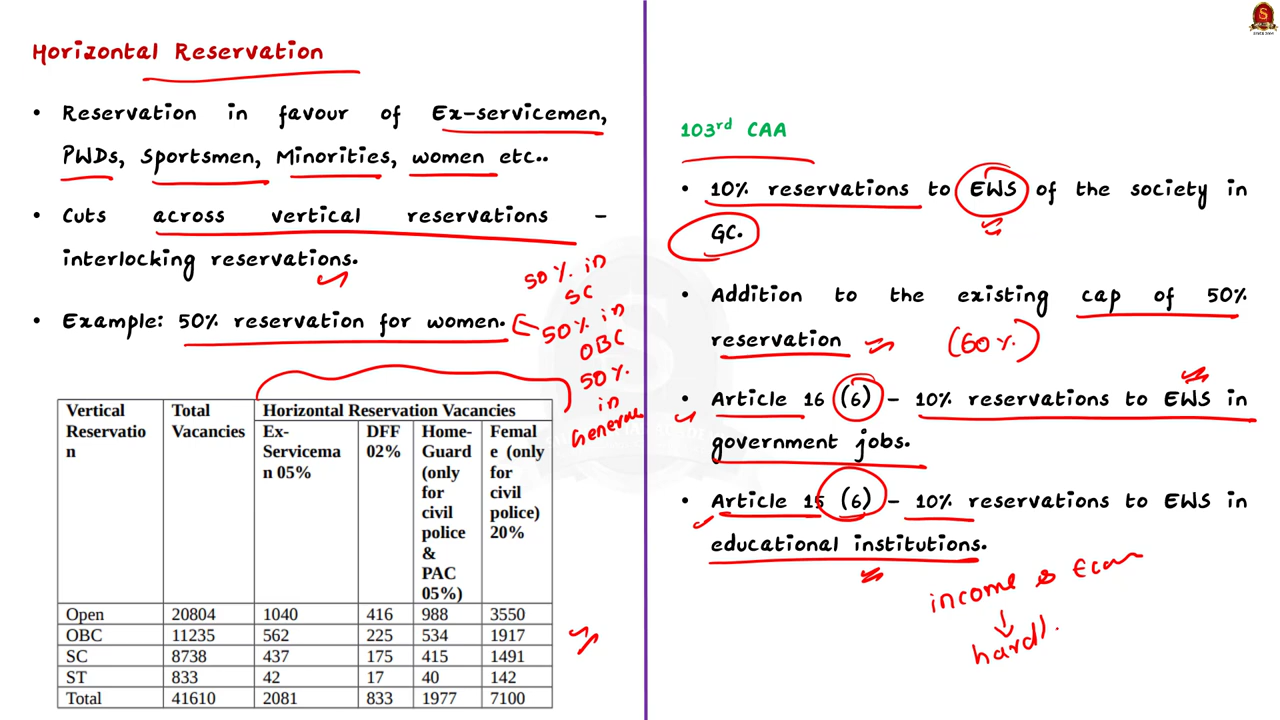 Horizontal Reservation
• Reservation in favour of Ex-servicemen,
PWDs, Sportsmen, Minorities, women etc..
• Cuts across vertical reservations –
interlocking reservations.
• Example: 50% reservation for women.
50% in
SC
50% in
OBC
50%
in
General
Vertical Reservatio n | Total Vacancies | Horizontal Reservation Vacancies
Ex-Servicema n 05% | DFF 02% | Home-Guard (only for civil police & PAC 05%) | Femal e (only for civil police) 20%
Open 20804 1040 416 988 3550
OBC 11235 562 225 534 1917
SC 8738 437 175 415 1491
ST 833 42 17 40 142
Total 41610 2081 833 1977 7100
103rd CAA
• 10% reservations to EWS of the society in
GC.
• Addition to the existing cap of 50%
reservation (60%)
• Article 16 (6) – 10% reservations to EWS in
government jobs.
• Article 15 (6) – 10% reservations to EWS in
educational institutions.
income &